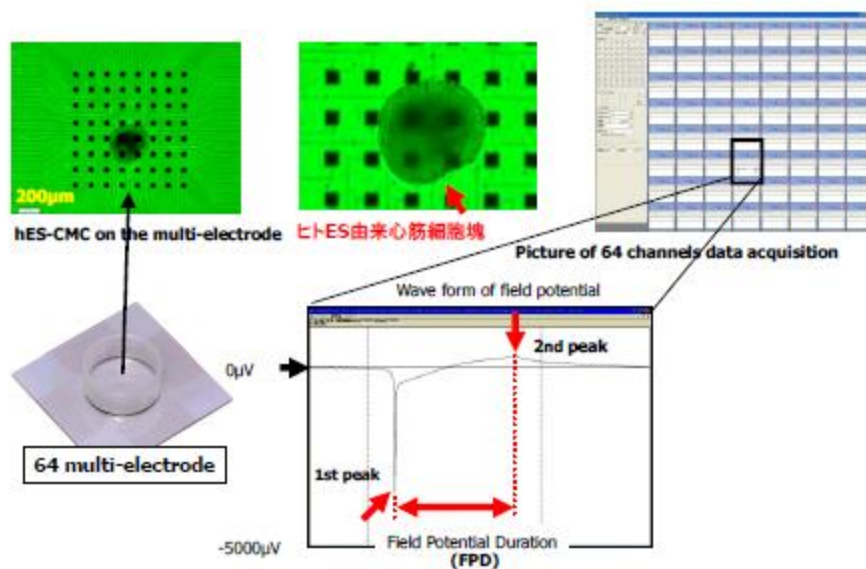 200μm
hES-CMC on the multi-electrode
ヒトES由来心筋細胞塊
Picture of 64 channels data acquisition
Wave form of field potential
2nd peak
0μV
64 multi-electrode
1st peak
-5000μV
Field Potential Duration
(FPD)